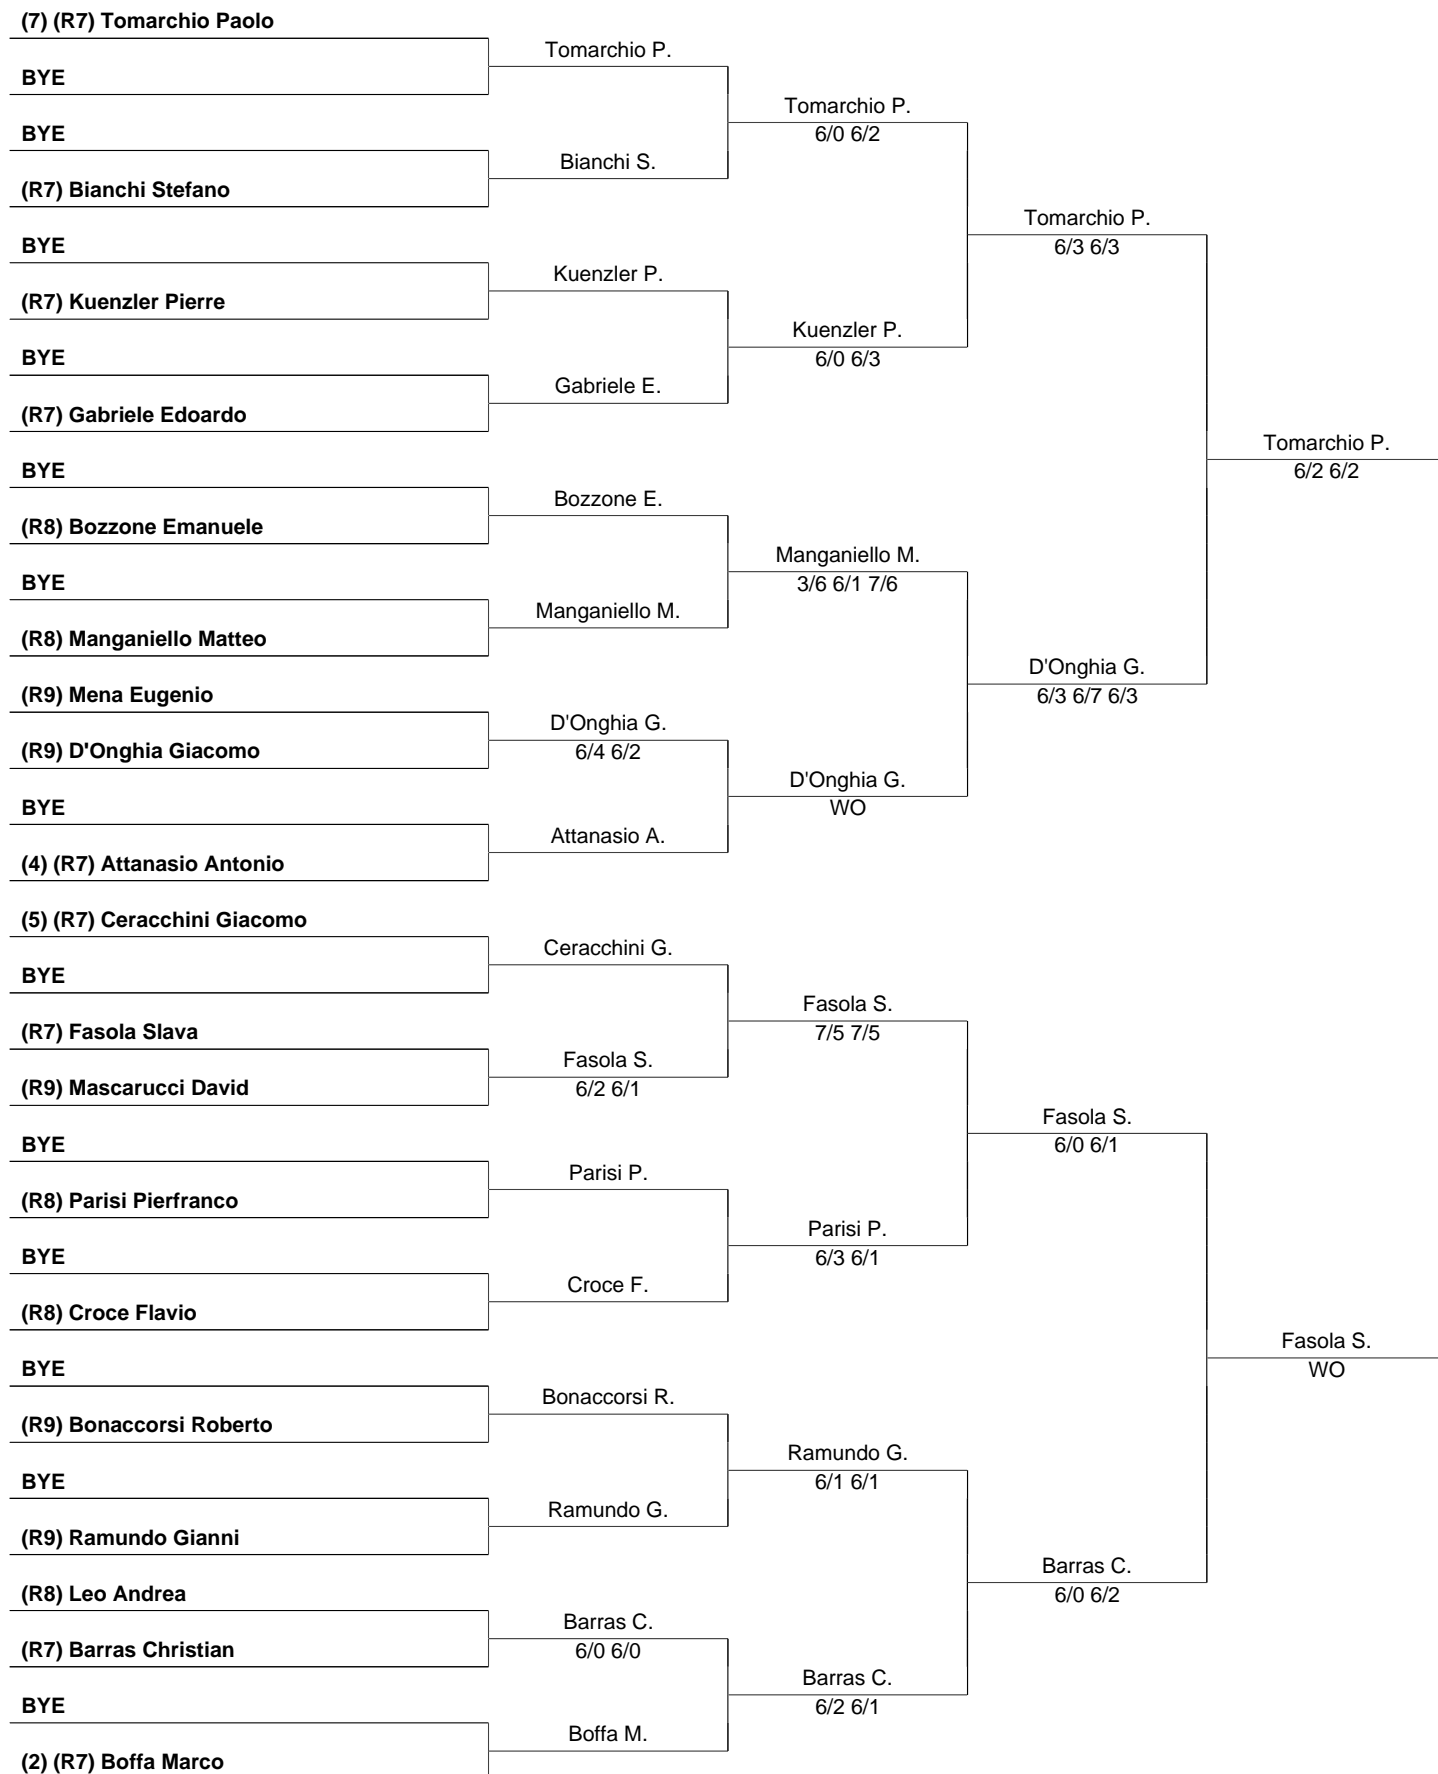 (7) (R7) Tomarchio Paolo
Tomarchio P.
BYE
Tomarchio P.
BYE
6/0 6/2
Bianchi S.
(R7) Bianchi Stefano
Tomarchio P.
BYE
6/3 6/3
Kuenzler P.
(R7) Kuenzler Pierre
Kuenzler P.
BYE
6/0 6/3
Gabriele E.
(R7) Gabriele Edoardo
Tomarchio P.
BYE
6/2 6/2
Bozzone E.
(R8) Bozzone Emanuele
Manganiello M.
BYE
3/6 6/1 7/6
Manganiello M.
(R8) Manganiello Matteo
D'Onghia G.
(R9) Mena Eugenio
6/3 6/7 6/3
D'Onghia G.
(R9) D'Onghia Giacomo
6/4 6/2
D'Onghia G.
BYE
WO
Attanasio A.
(4) (R7) Attanasio Antonio
(5) (R7) Ceracchini Giacomo
Ceracchini G.
BYE
Fasola S.
(R7) Fasola Slava
7/5 7/5
Fasola S.
(R9) Mascarucci David
6/2 6/1
Fasola S.
BYE
6/0 6/1
Parisi P.
(R8) Parisi Pierfranco
Parisi P.
BYE
6/3 6/1
Croce F.
(R8) Croce Flavio
Fasola S.
BYE
WO
Bonaccorsi R.
(R9) Bonaccorsi Roberto
Ramundo G.
BYE
6/1 6/1
Ramundo G.
(R9) Ramundo Gianni
Barras C.
(R8) Leo Andrea
6/0 6/2
Barras C.
(R7) Barras Christian
6/0 6/0
Barras C.
BYE
6/2 6/1
Boffa M.
(2) (R7) Boffa Marco